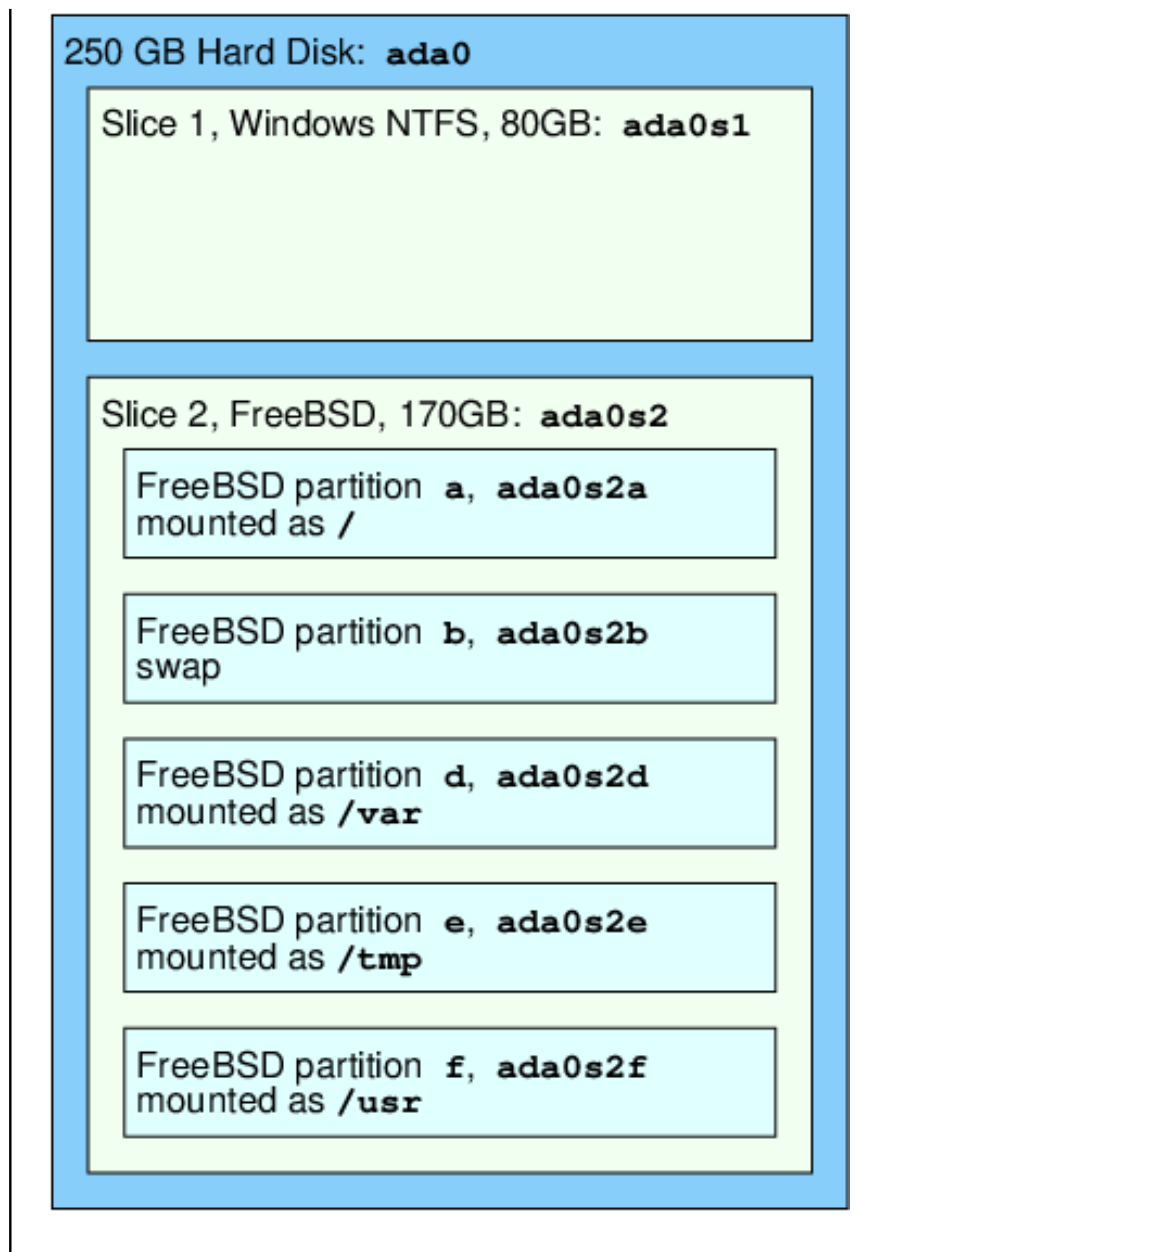 250 GB Hard Disk: ada0
Slice 1, Windows NTFS, 80GB: ada0s1
Slice 2, FreeBSD, 170GB: ada0s2
FreeBSD partition a, ada0s2a
mounted as /
FreeBSD partition b, ada0s2b
swap
FreeBSD partition d, ada0s2d
mounted as /var
FreeBSD partition e, ada0s2e
mounted as /tmp
FreeBSD partition f, ada0s2f
mounted as /usr